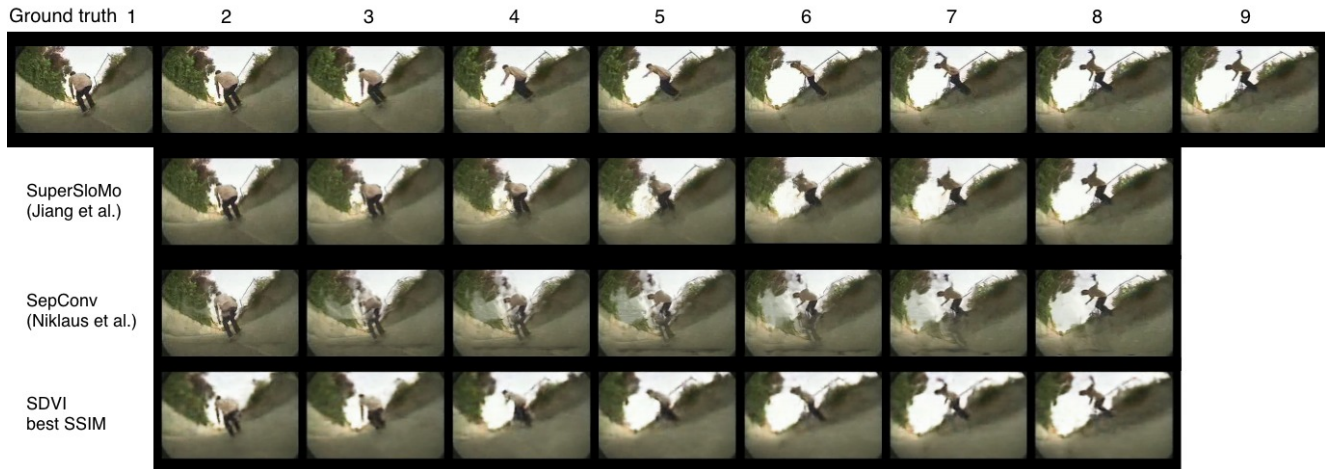 Ground truth 1 2 3 4 5 6 7 8 9
SuperSloMo
(Jiang et al.)
SepConv
(Niklaus et al.)
SDVI
best SSIM